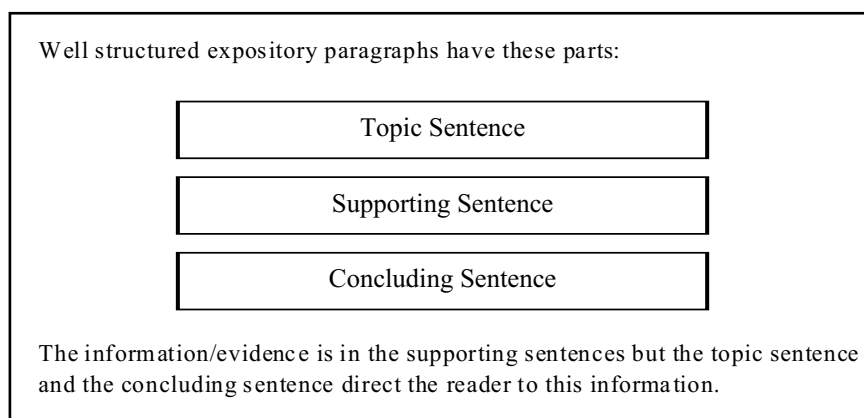 Well structured expository paragraphs have these parts:
Topic Sentence
Supporting Sentence
Concluding Sentence
The information/evidence is in the supporting sentences but the topic sentence
and the concluding sentence direct the reader to this information.